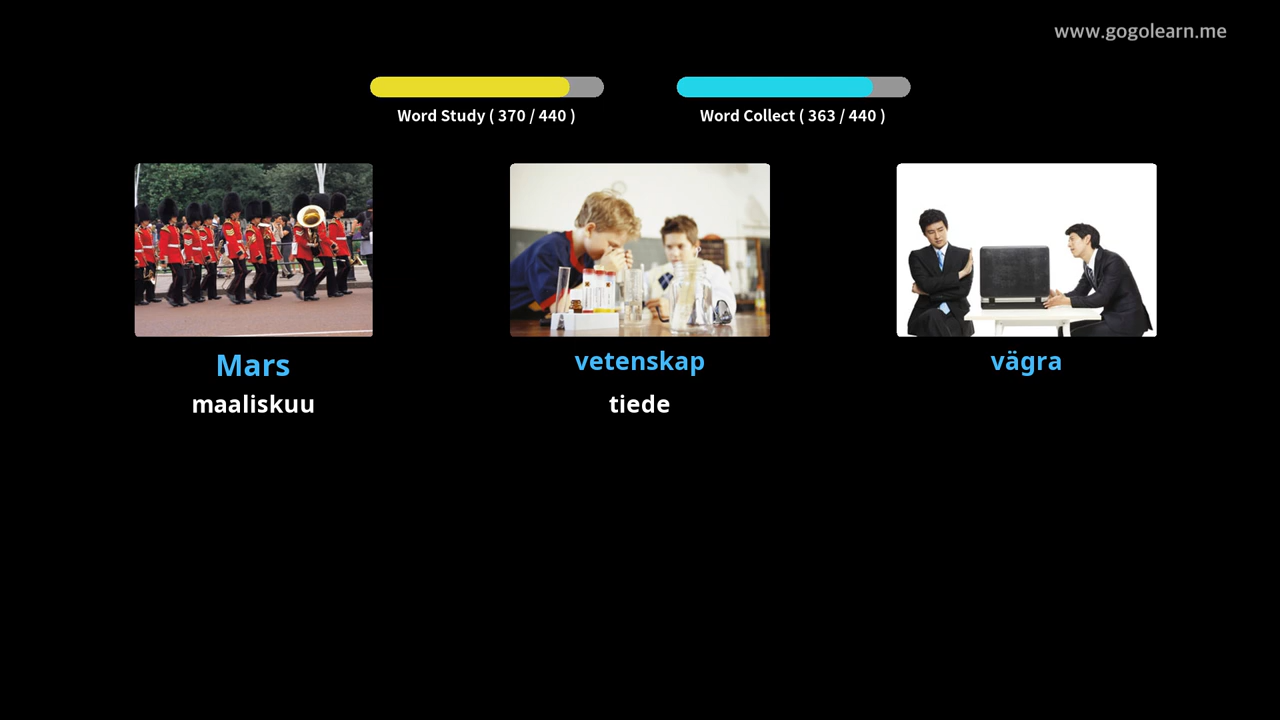 www.gogolearn.me
Word Study ( 370 / 440 )
Word Collect ( 363 / 440 )
Mars
maaliskuu
vetenskap
tiede
vägra